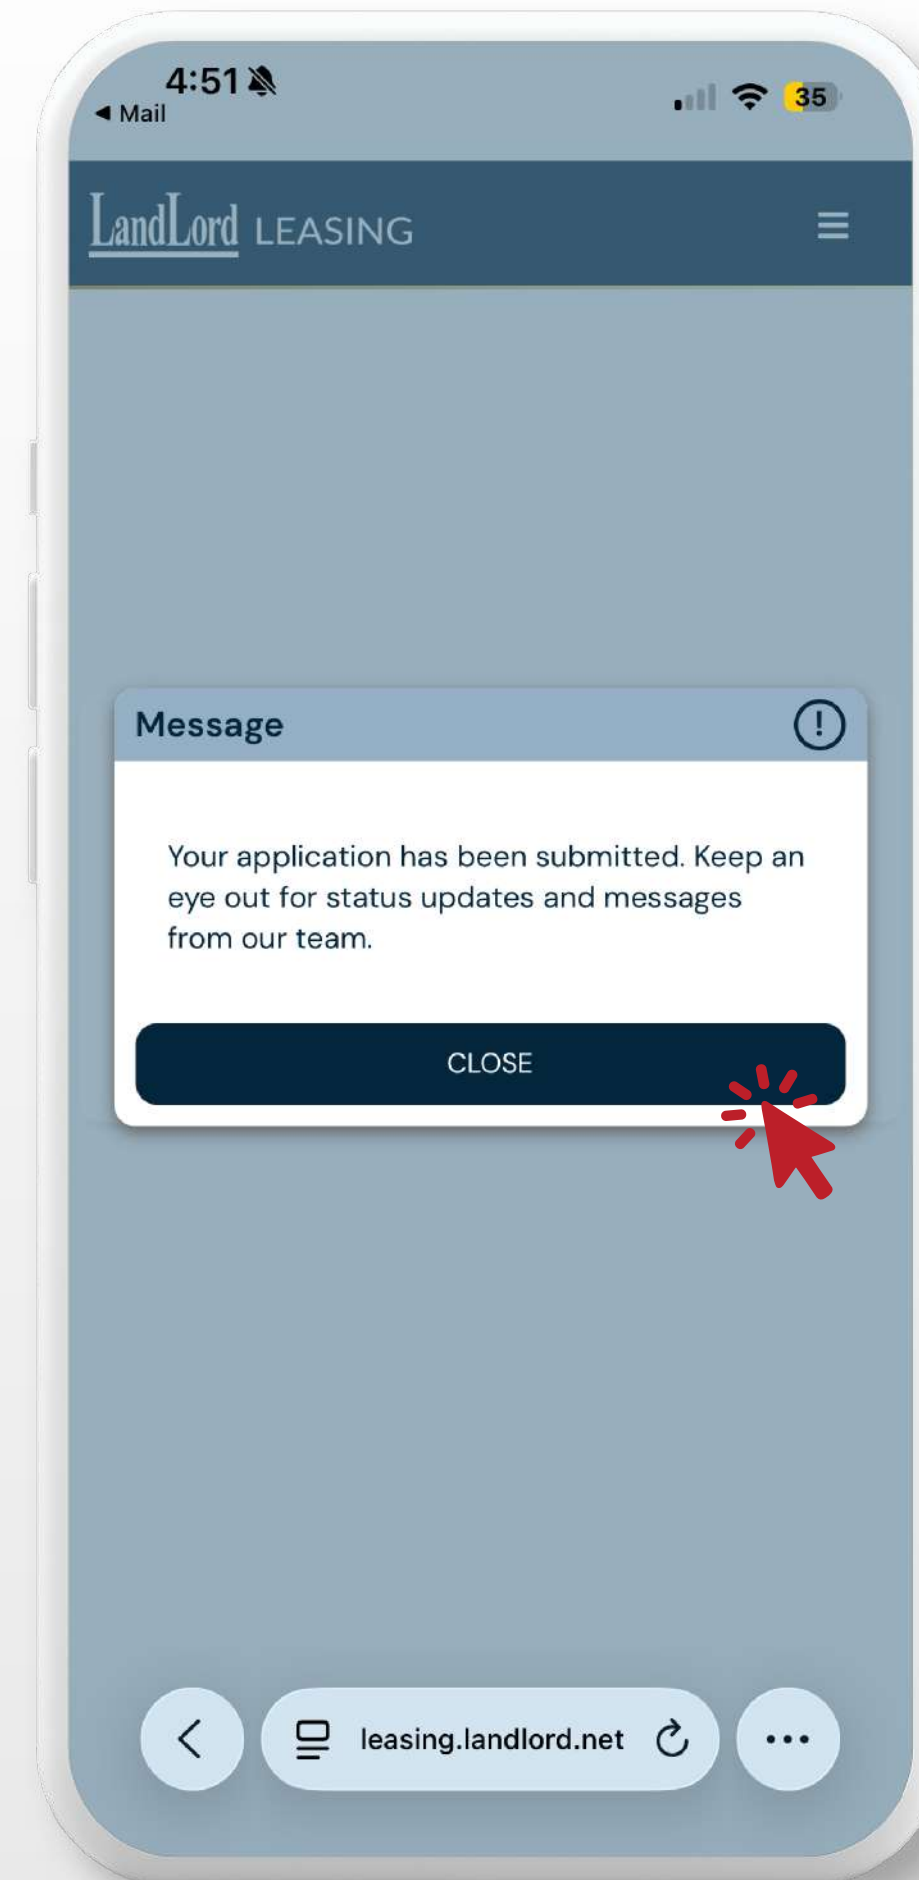 4:51
◀ Mail
35
LandLord LEASING
Message
Your application has been submitted. Keep an
eye out for status updates and messages
from our team.
CLOSE
leasing.landlord.net